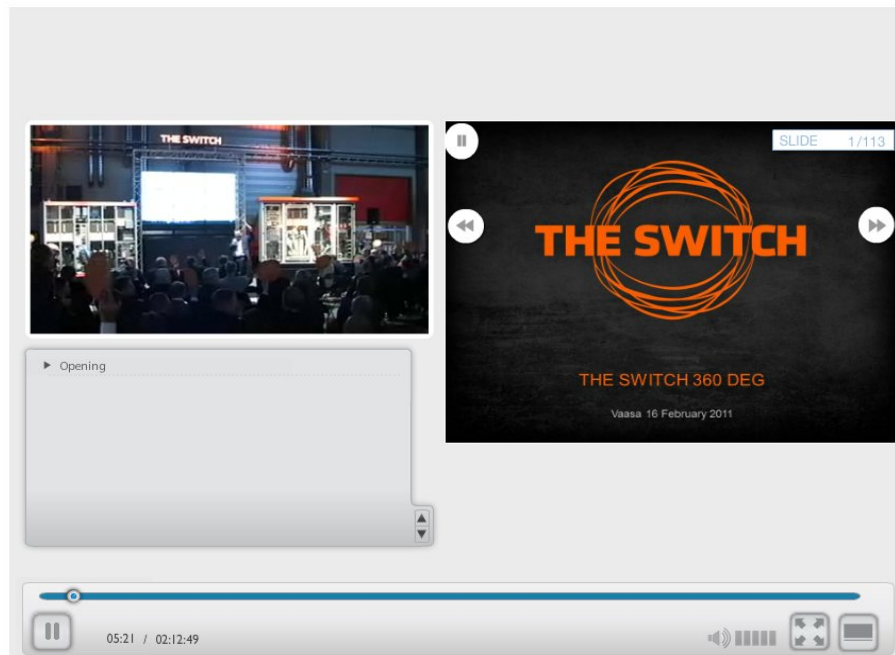 THE SWITCH
SLIDE 1/113
THE SWITCH
THE SWITCH 360 DEG
Vaasa 16 February 2011
Opening
05:21 / 02:12:49